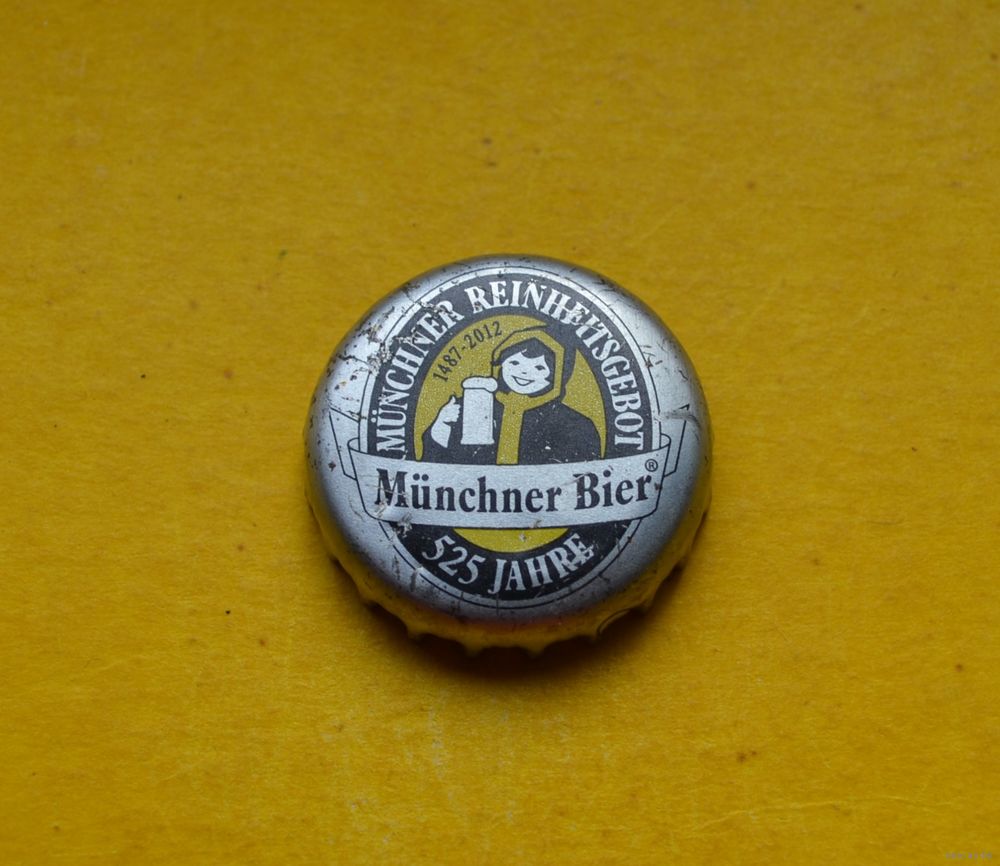 MÜNCHNER REINHEITSGEBOT
1487-2012
Münchner Bier®
525 JAHRE